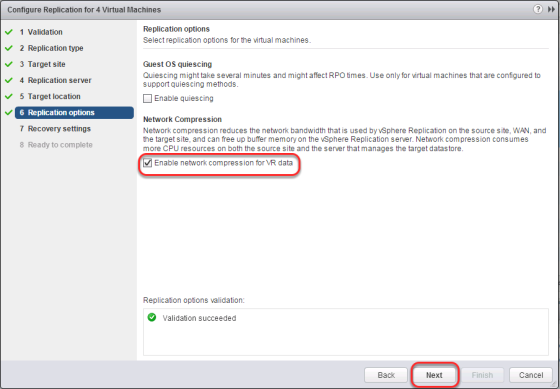 Configure Replication for 4 Virtual Machines
1 Validation
2 Replication type
3 Target site
4 Replication server
5 Target location
6 Replication options
7 Recovery settings
8 Ready to complete
Replication options
Select replication options for the virtual machines.
Guest OS quiescing
Quiescing might take several minutes and might affect RPO times. Use only for virtual machines that are configured to
support quiescing methods.
Enable quiescing
Network Compression
Network compression reduces the network bandwidth that is used by vSphere Replication on the source site, WAN, and
the target site, and can free up buffer memory on the vSphere Replication server. Network compression consumes
more CPU resources on both the source site and the server that manages the target datastore.
Enable network compression for VR data
Replication options validation:
Validation succeeded
Back
Next
Finish
Cancel